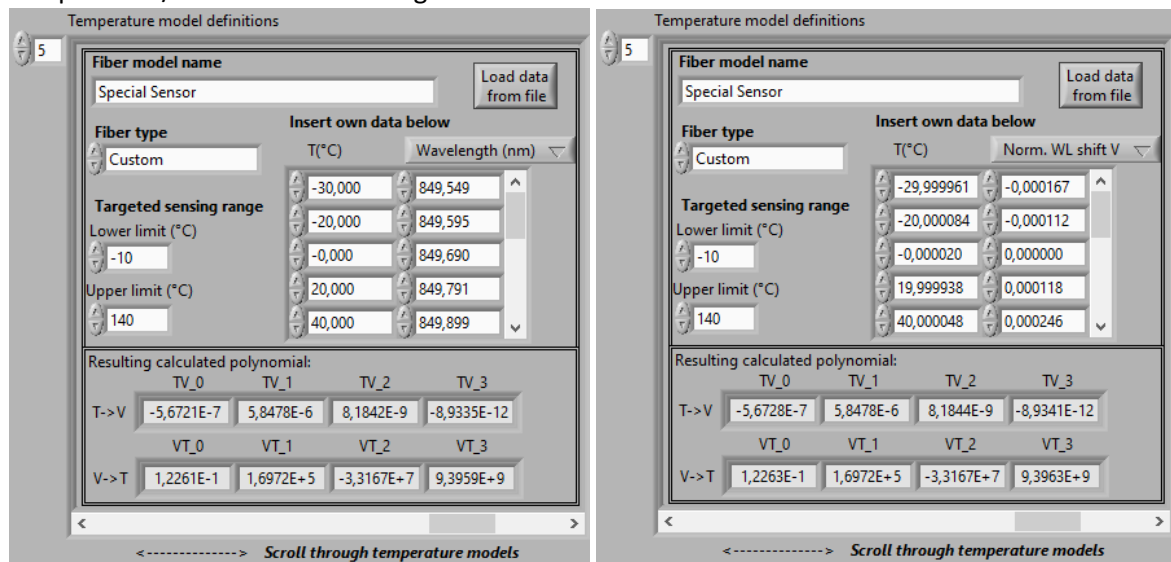 Temperature model definitions
5
Fiber model name
Special Sensor
Load data
from file
Fiber type
Custom
Insert own data below
T(°C) Wavelength (nm)
-30,000 849,549
-20,000 849,595
-0,000 849,690
20,000 849,791
40,000 849,899
Targeted sensing range
Lower limit (°C)
-10
Upper limit (°C)
140
Resulting calculated polynomial:
TV_0 TV_1 TV_2 TV_3
T->V -5,6721E-7 5,8478E-6 8,1842E-9 -8,9335E-12
VT_0 VT_1 VT_2 VT_3
V->T 1,2261E-1 1,6972E+5 -3,3167E+7 9,3959E+9
<--------------> Scroll through temperature models
Temperature model definitions
5
Fiber model name
Special Sensor
Load data
from file
Fiber type
Custom
Insert own data below
T(°C) Norm. WL shift V
-29,999961 -0,000167
-20,000084 -0,000112
-0,000020 0,000000
19,999938 0,000118
40,000048 0,000246
Targeted sensing range
Lower limit (°C)
-10
Upper limit (°C)
140
Resulting calculated polynomial:
TV_0 TV_1 TV_2 TV_3
T->V -5,6728E-7 5,8478E-6 8,1844E-9 -8,9341E-12
VT_0 VT_1 VT_2 VT_3
V->T 1,2263E-1 1,6972E+5 -3,3167E+7 9,3963E+9
<--------------> Scroll through temperature models